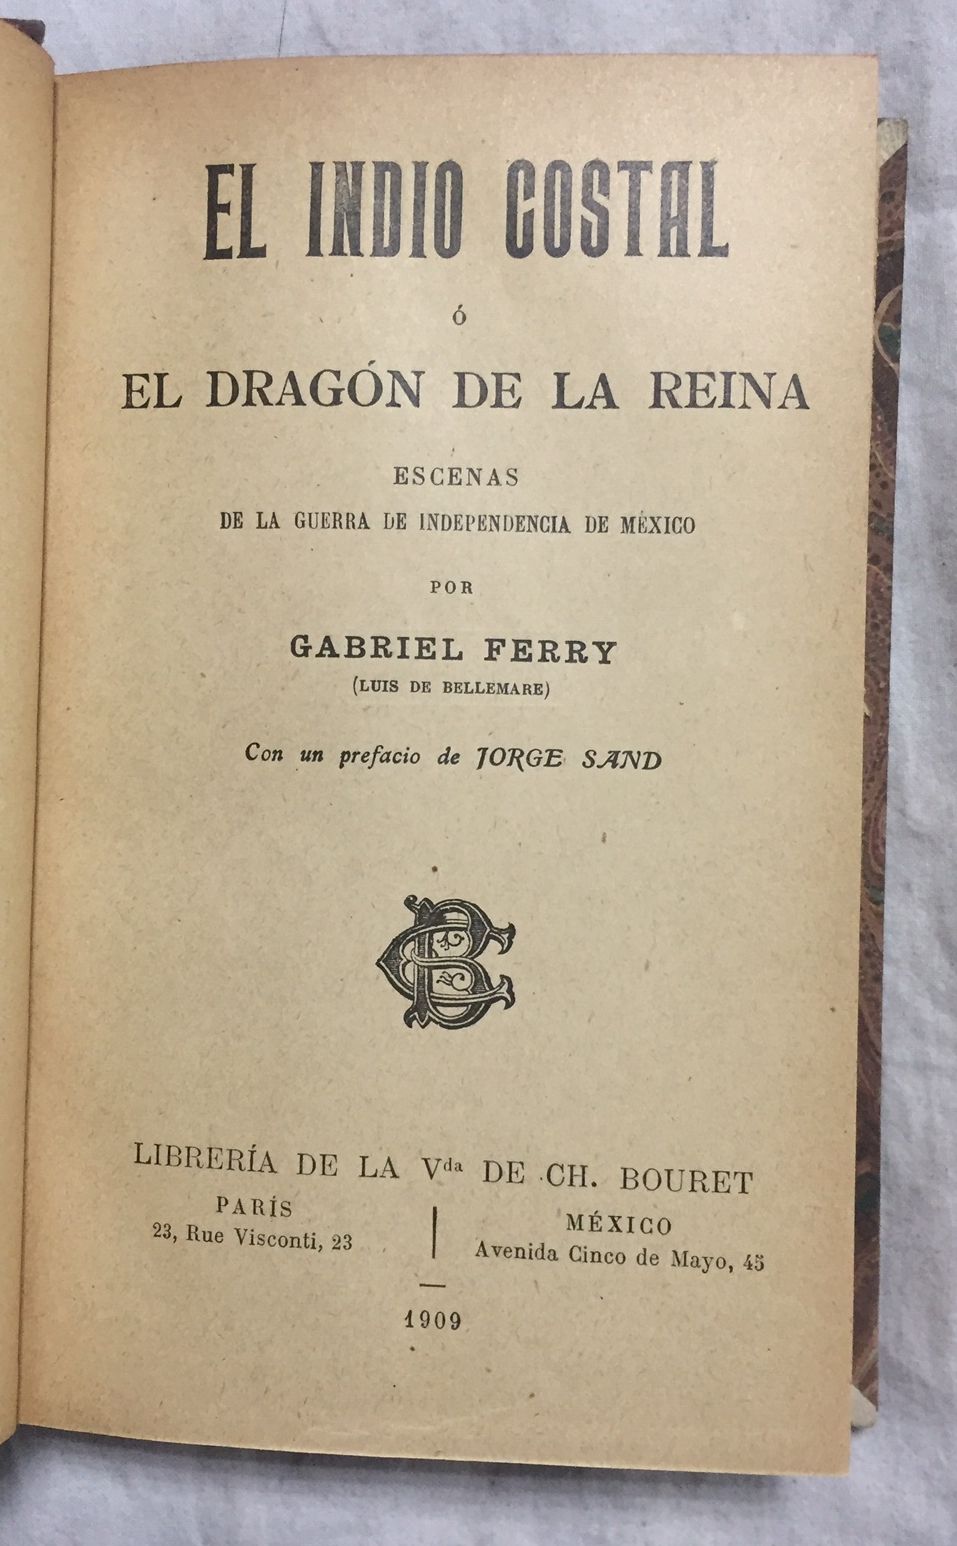 EL INDIO COSTAL
ó
EL DRAGÓN DE LA REINA
ESCENAS
DE LA GUERRA DE INDEPENDENCIA DE MÉXICO
POR
GABRIEL FERRY
(LUIS DE BELLEMARE)
Con un prefacio de JORGE SAND
LIBRERÍA DE LA Vda DE CH. BOURET
PARÍS
23, Rue Visconti, 23
MÉXICO
Avenida Cinco de Mayo, 45
1909